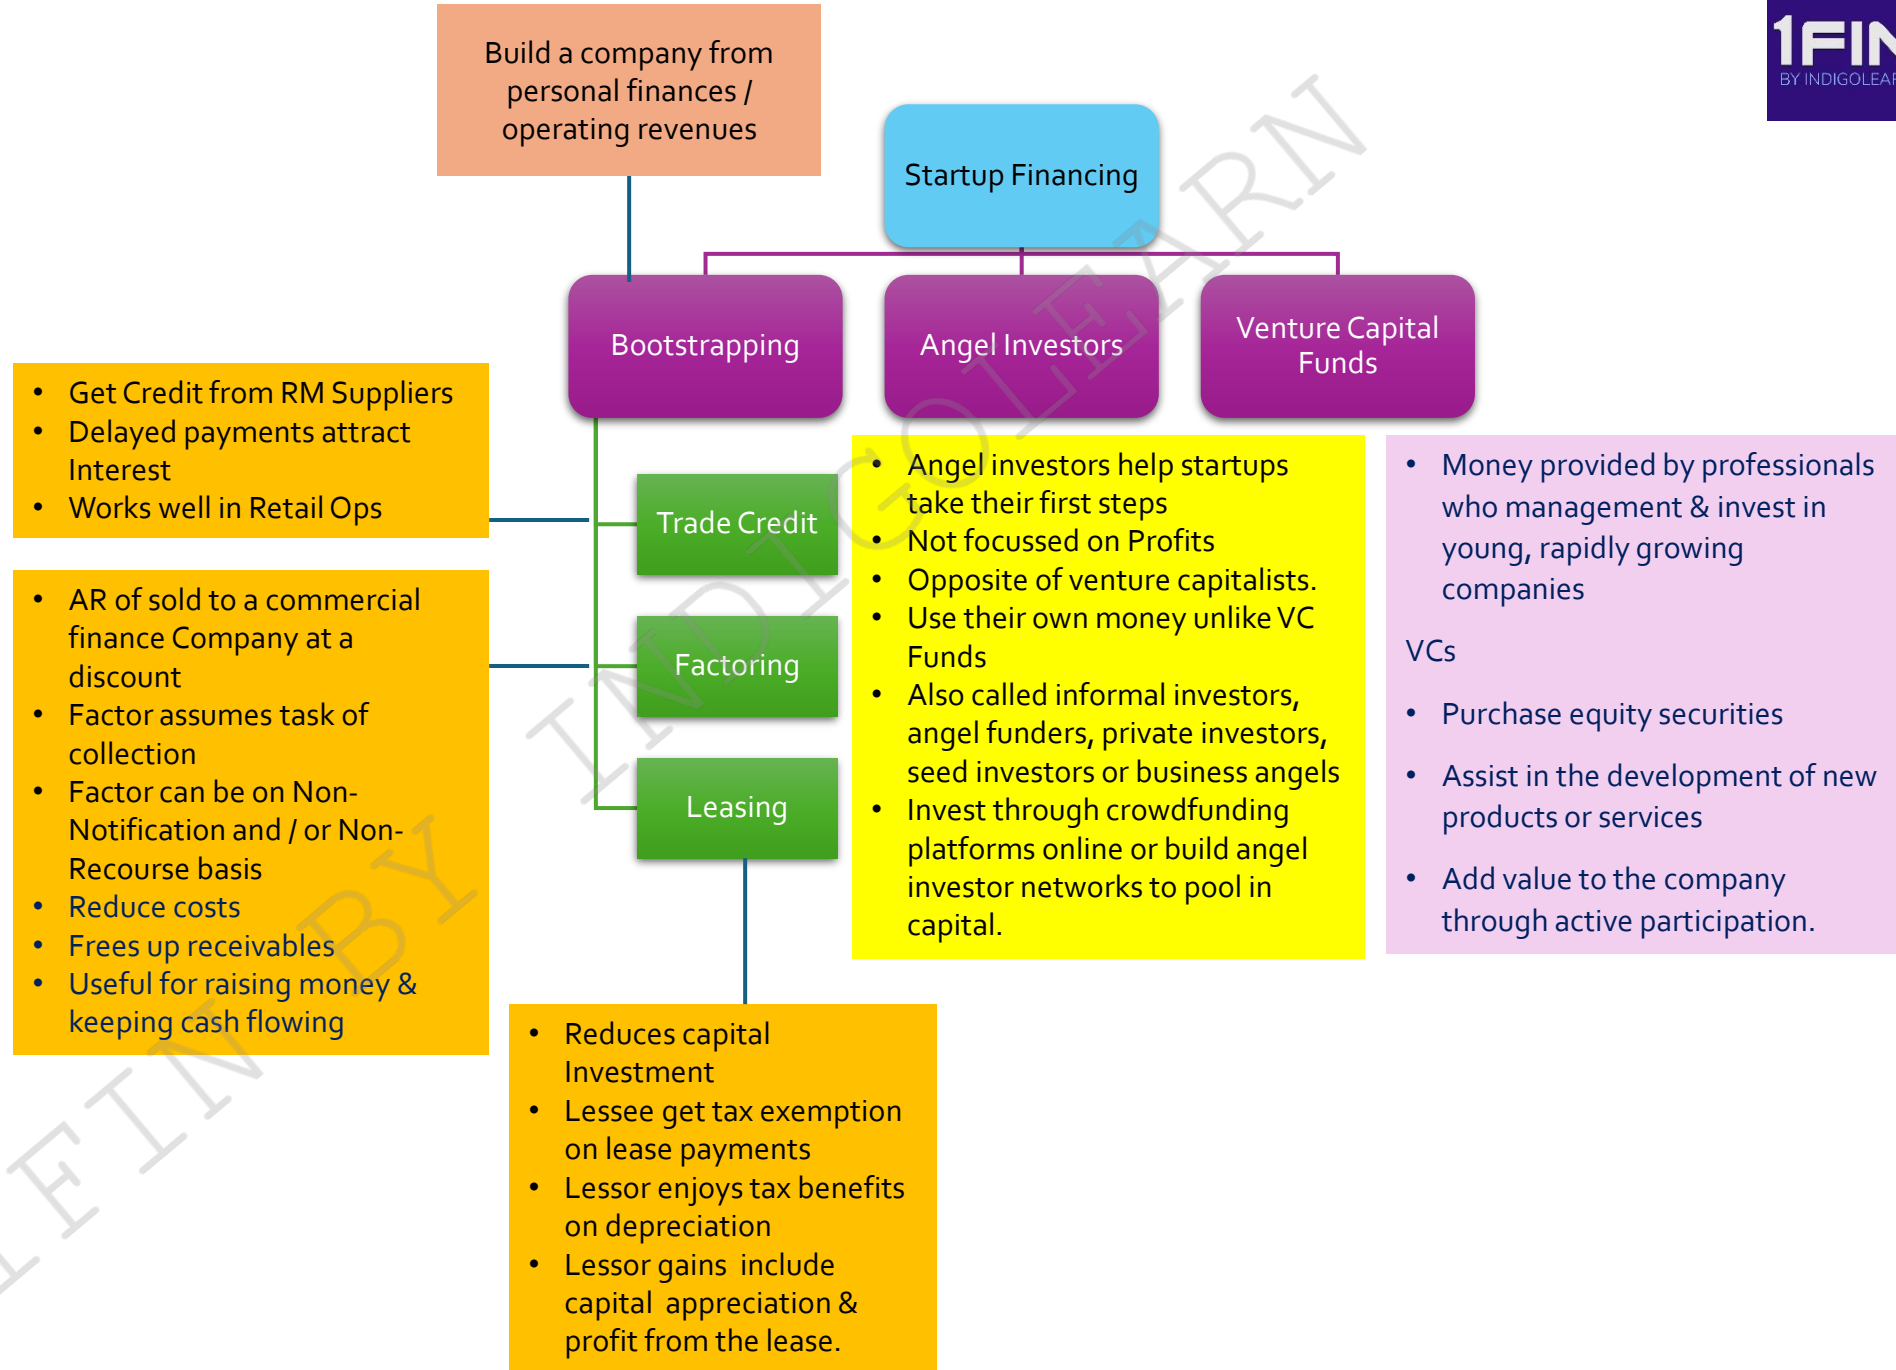 Build a company from
personal finances /
operating revenues
1FIN
BY INDIGOLEAR
Startup Financing
Bootstrapping
Angel Investors
Venture Capital
Funds
• Get Credit from RM Suppliers
• Delayed payments attract
Interest
• Works well in Retail Ops
Trade Credit
Factoring
Leasing
• AR of sold to a commercial
finance Company at a
discount
• Factor assumes task of
collection
• Factor can be on Non-
Notification and / or Non-
Recourse basis
• Reduce costs
• Frees up receivables
• Useful for raising money &
keeping cash flowing
• Angel investors help startups
take their first steps
• Not focussed on Profits
• Opposite of venture capitalists.
• Use their own money unlike VC
Funds
• Also called informal investors,
angel funders, private investors,
seed investors or business angels
• Invest through crowdfunding
platforms online or build angel
investor networks to pool in
capital.
• Money provided by professionals
who management & invest in
young, rapidly growing
companies
VCs
• Purchase equity securities
• Assist in the development of new
products or services
• Add value to the company
through active participation.
• Reduces capital
Investment
• Lessee get tax exemption
on lease payments
• Lessor enjoys tax benefits
on depreciation
• Lessor gains include
capital appreciation &
profit from the lease.
1FIN BY INDIGOLEARN